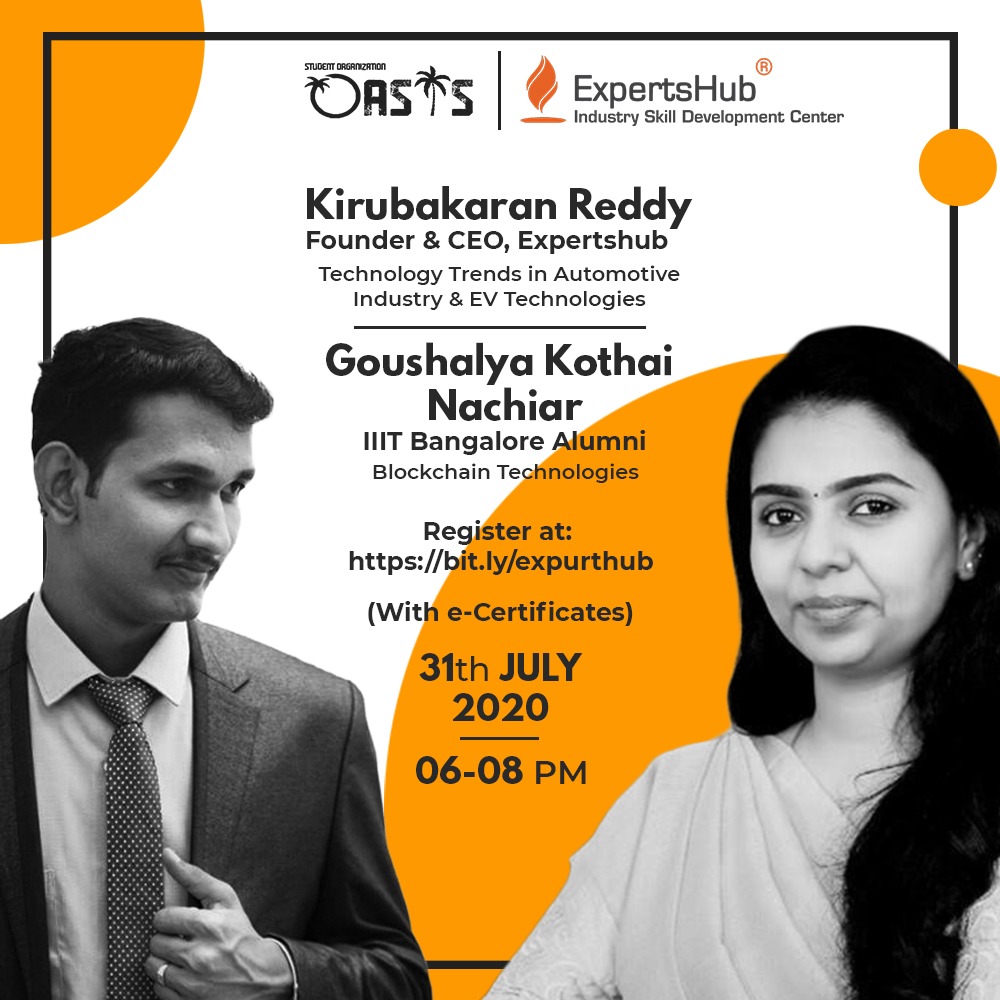 STUDENT ORGANIZATION
OASIS
ExpertsHub®
Industry Skill Development Center
Kirubakaran Reddy
Founder & CEO, Expertshub
Technology Trends in Automotive
Industry & EV Technologies
Goushalya Kothai
Nachiar
IIIT Bangalore Alumni
Blockchain Technologies
Register at:
https://bit.ly/expurthub
(With e-Certificates)
31th JULY
2020
06-08 PM